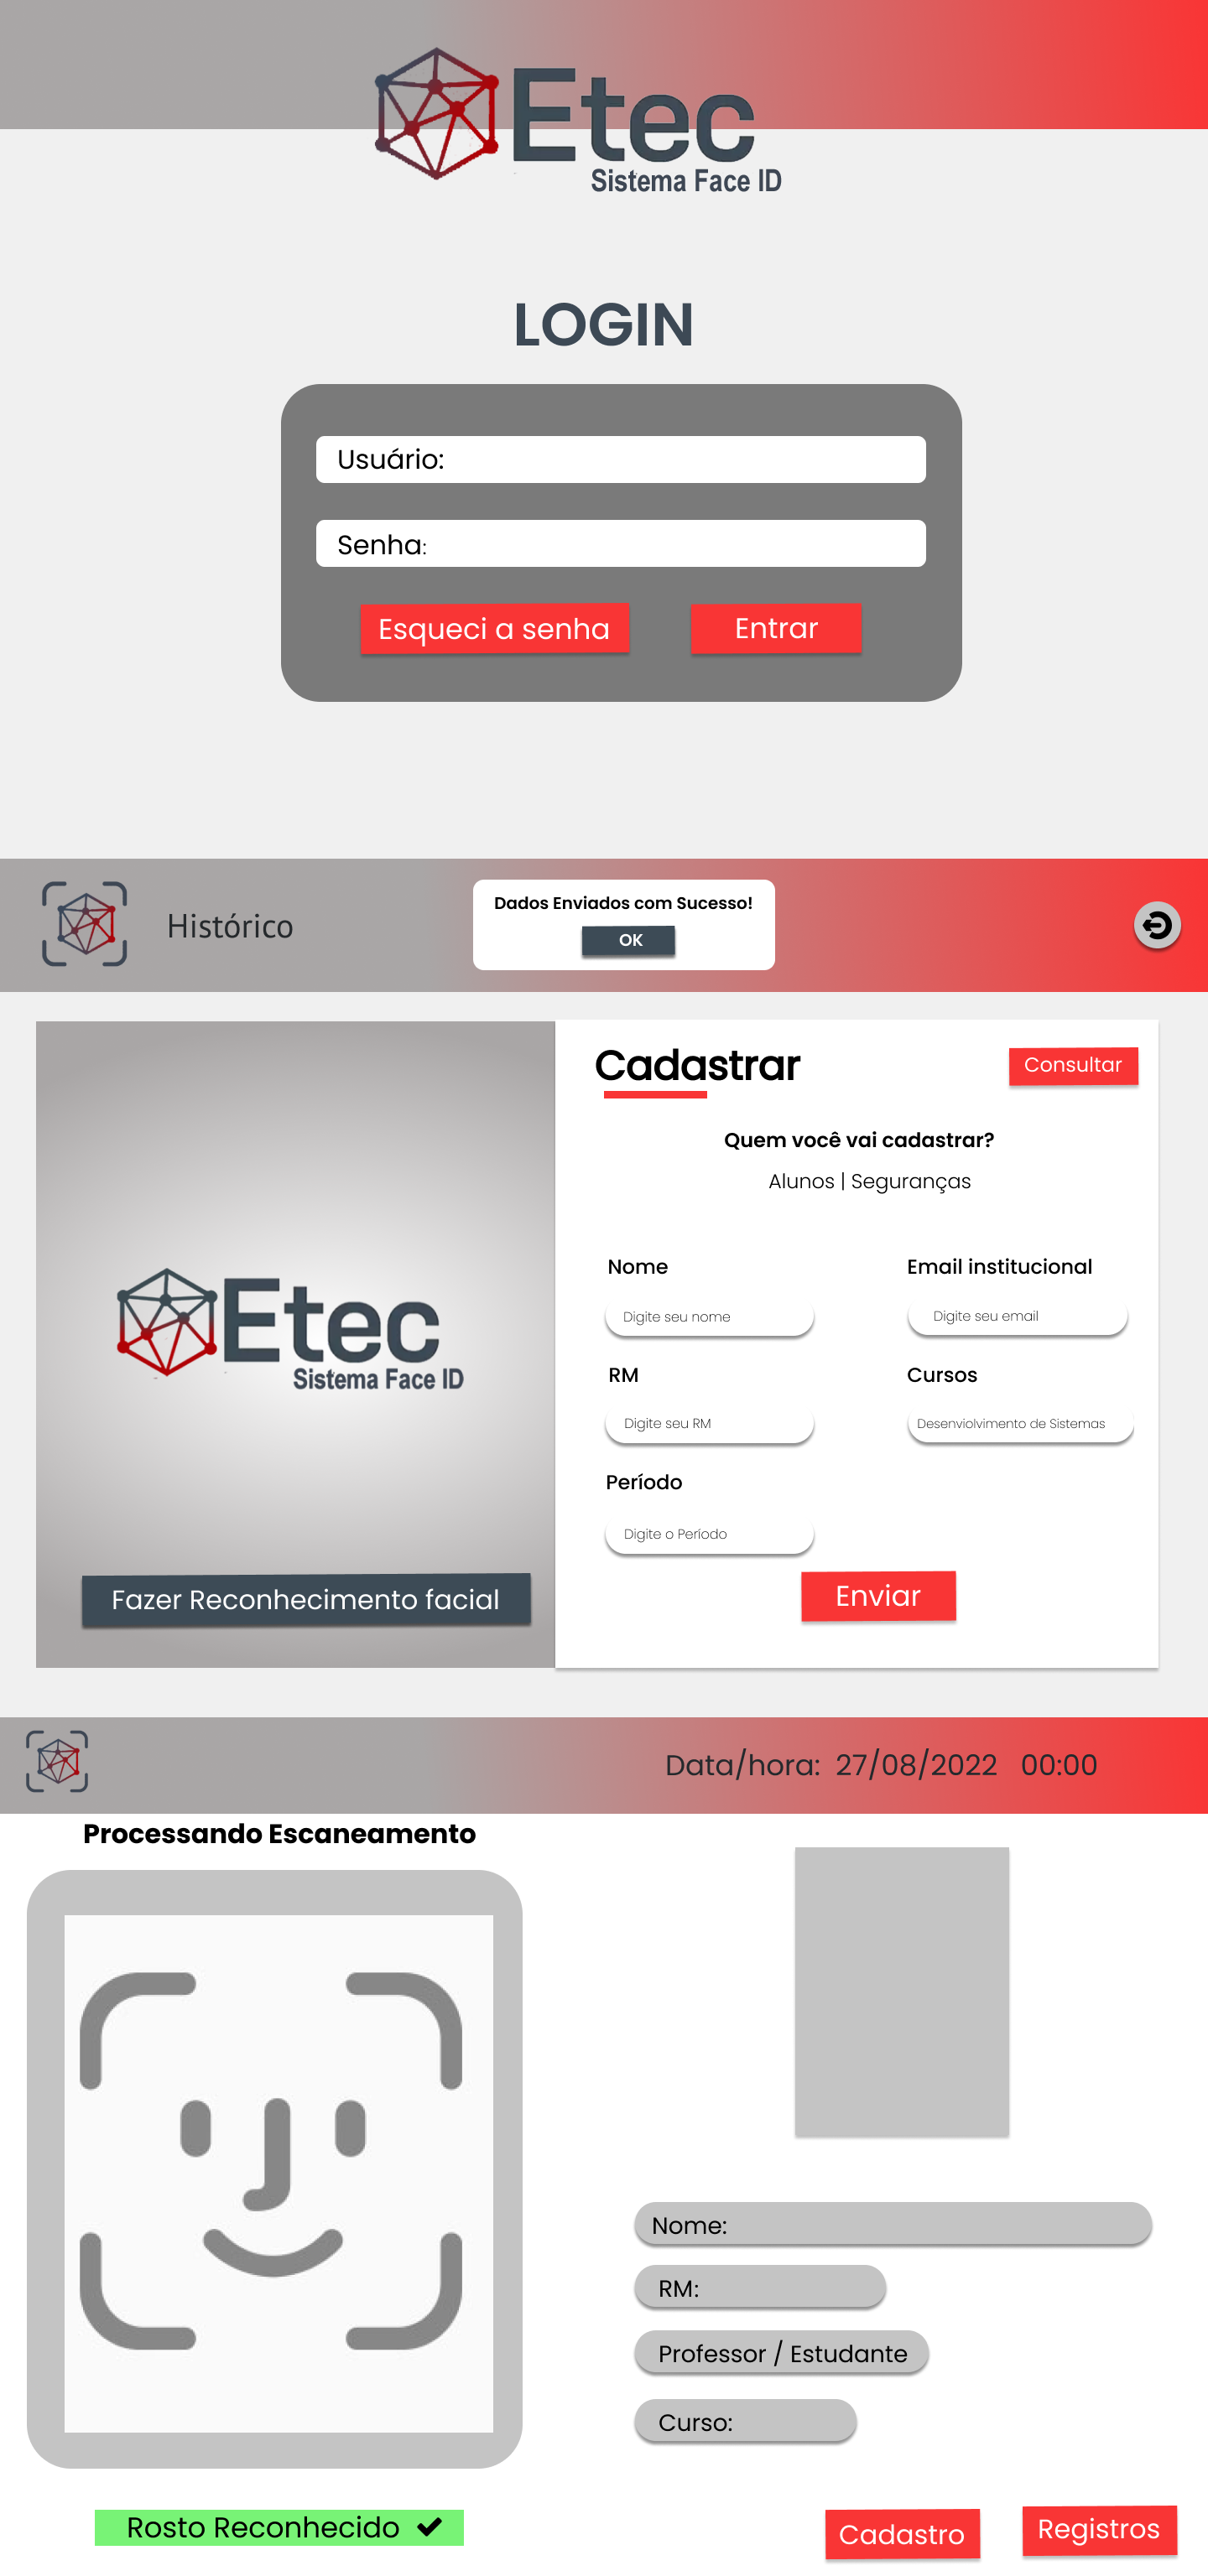 Etec
Sistema Face ID
LOGIN
Usuário:
Senha:
Esqueci a senha
Entrar
Histórico
Dados Enviados com Sucesso!
OK
Etec
Sistema Face ID
Fazer Reconhecimento facial
Cadastrar
Consultar
Quem você vai cadastrar?
Alunos | Seguranças
Nome
Email institucional
Digite seu nome
Digite seu email
RM
Cursos
Digite seu RM
Desenviolvimento de Sistemas
Período
Digite o Período
Enviar
Data/hora: 27/08/2022 00:00
Processando Escaneamento
Nome:
RM:
Professor / Estudante
Curso:
Rosto Reconhecido
Cadastro
Registros